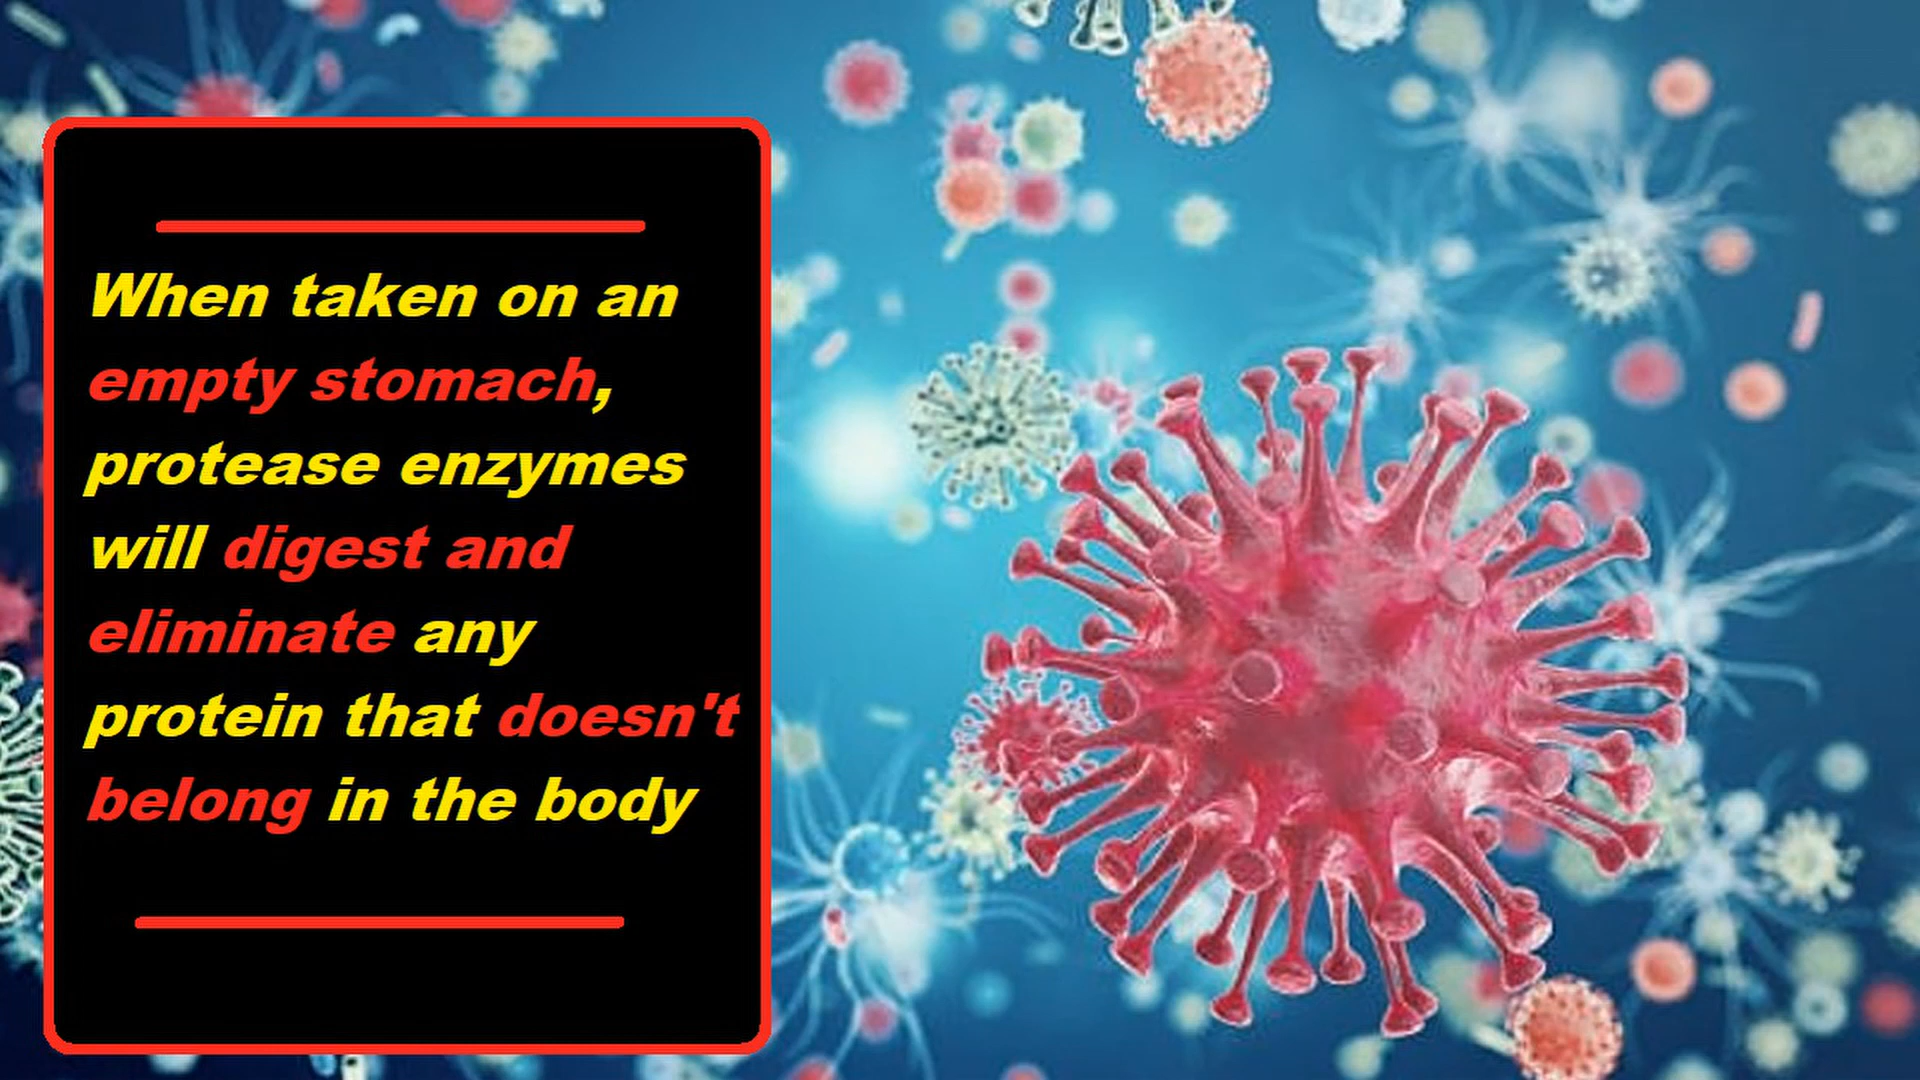 When taken on an
empty stomach,
protease enzymes
will digest and
eliminate any
protein that doesn't
belong in the body